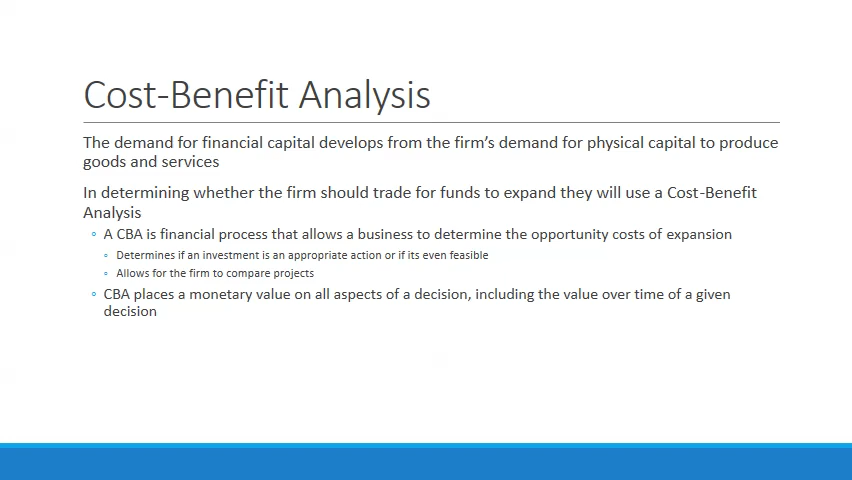 Cost-Benefit Analysis
The demand for financial capital develops from the firm's demand for physical capital to produce
goods and services
In determining whether the firm should trade for funds to expand they will use a Cost-Benefit
Analysis
◦ A CBA is financial process that allows a business to determine the opportunity costs of expansion
◦ Determines if an investment is an appropriate action or if its even feasible
◦ Allows for the firm to compare projects
◦ CBA places a monetary value on all aspects of a decision, including the value over time of a given
decision